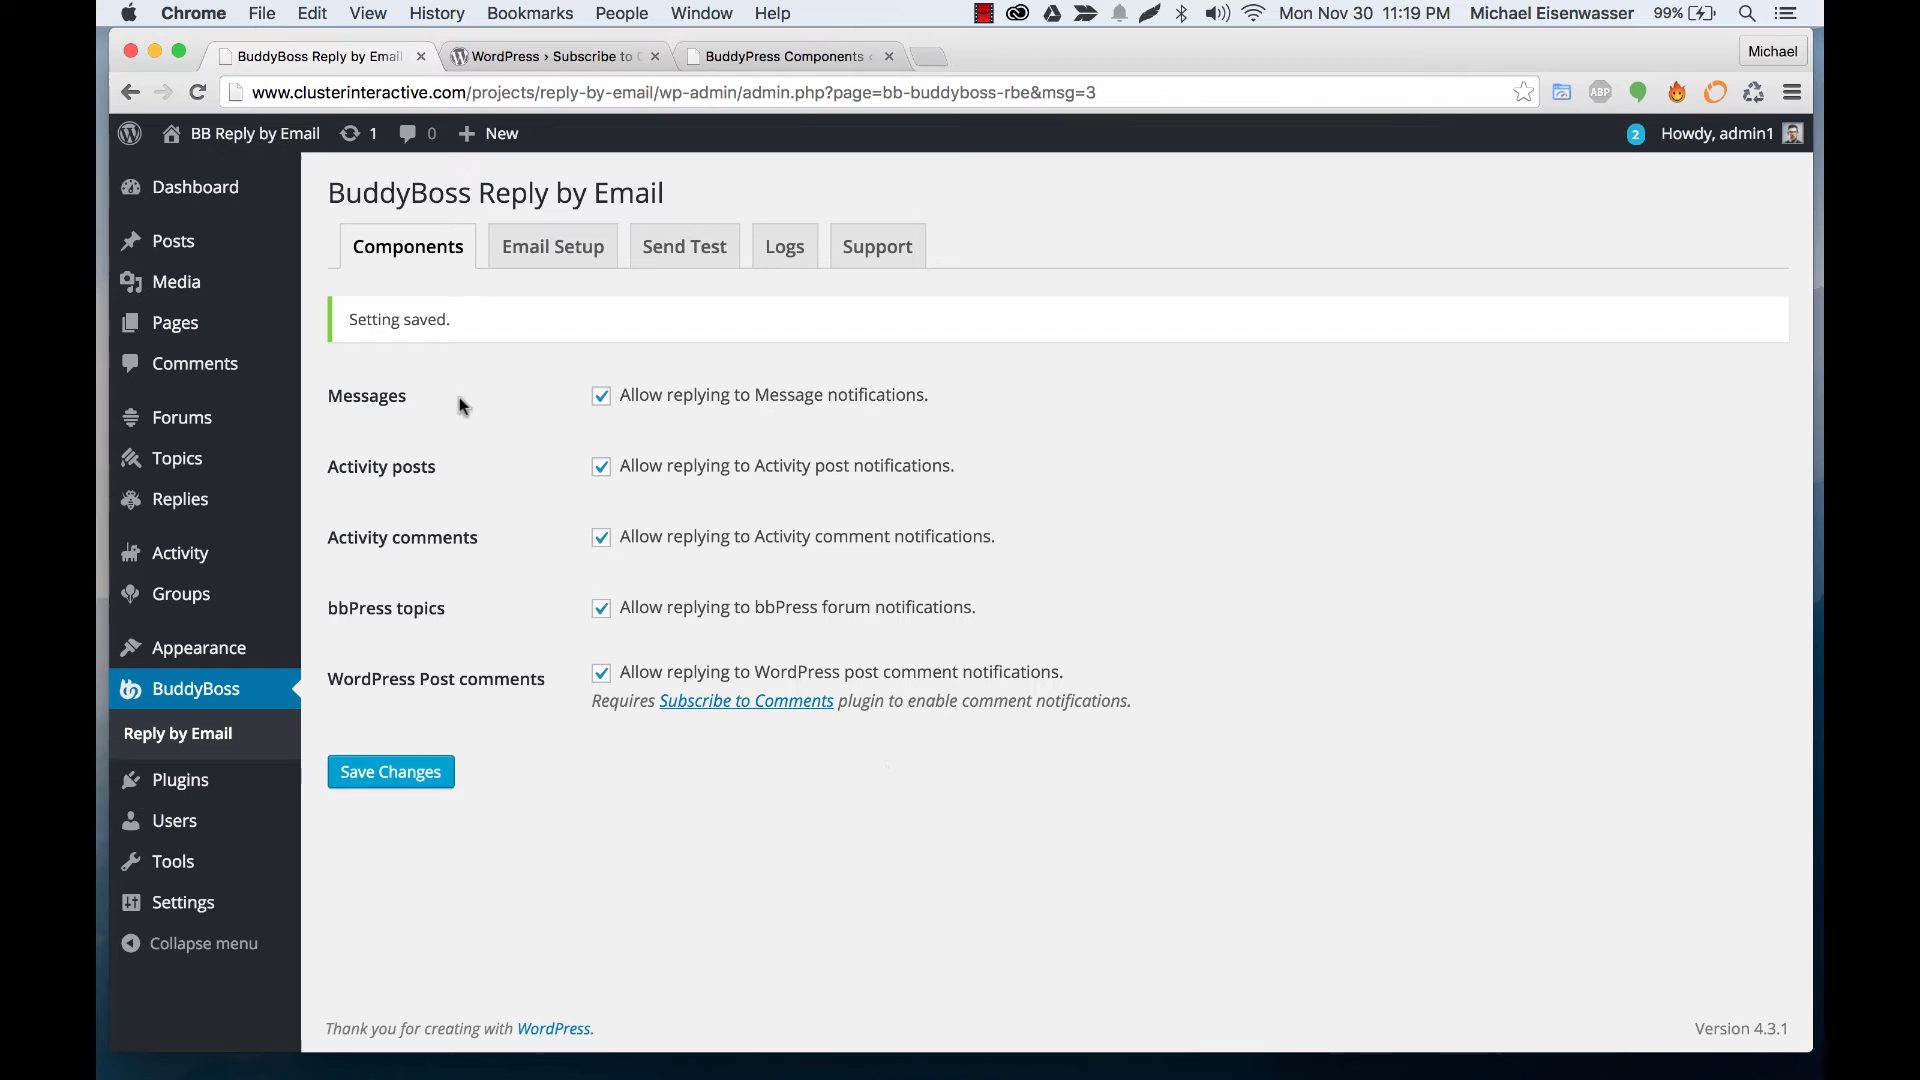 Chrome File Edit View History Bookmarks People Window Help Mon Nov 30 11:19 PM Michael Eisenwasser 99%
BuddyBoss Reply by Email WordPress › Subscribe to BuddyPress Components Michael
www.clusterinteractive.com/projects/reply-by-email/wp-admin/admin.php?page=bb-buddyboss-rbe&msg=3 ABP
BB Reply by Email 1 0 New 2 Howdy, admin1
Dashboard
Posts
Media
Pages
Comments
Forums
Topics
Replies
Activity
Groups
Appearance
BuddyBoss
Reply by Email
Plugins
Users
Tools
Settings
Collapse menu
BuddyBoss Reply by Email
Components Email Setup Send Test Logs Support
Setting saved.
Messages Allow replying to Message notifications.
Activity posts Allow replying to Activity post notifications.
Activity comments Allow replying to Activity comment notifications.
bbPress topics Allow replying to bbPress forum notifications.
WordPress Post comments Allow replying to WordPress post comment notifications.
Requires Subscribe to Comments plugin to enable comment notifications.
Save Changes
Thank you for creating with WordPress. Version 4.3.1